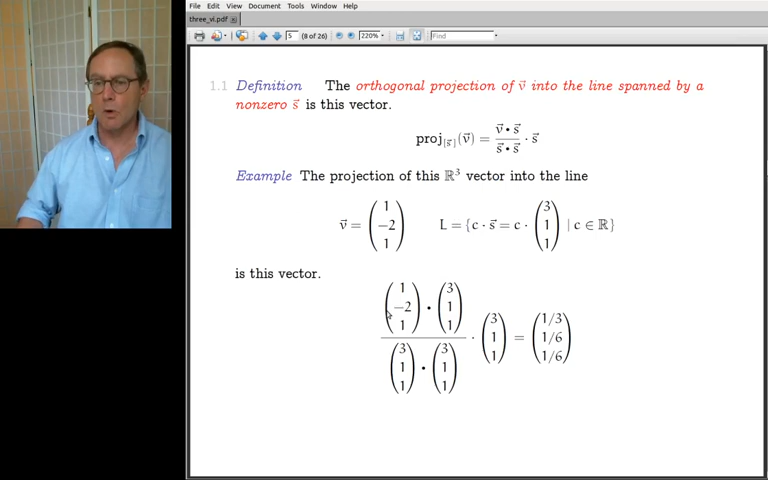 File Edit View Document Tools Window Help
three_vi.pdf
5 (8 of 26) 220% Find
1.1 Definition The orthogonal projection of v⃗ into the line spanned by a
nonzero s⃗ is this vector.
proj[s⃗](v⃗) = (v⃗ • s⃗)/(s⃗ • s⃗) · s⃗
Example The projection of this ℝ³ vector into the line
v⃗ = (1 −2 1) L = {c · s⃗ = c · (3 1 1) | c ∈ ℝ}
is this vector.
((1 −2 1) • (3 1 1))/((3 1 1) • (3 1 1)) · (3 1 1) = (1/3 1/6 1/6)